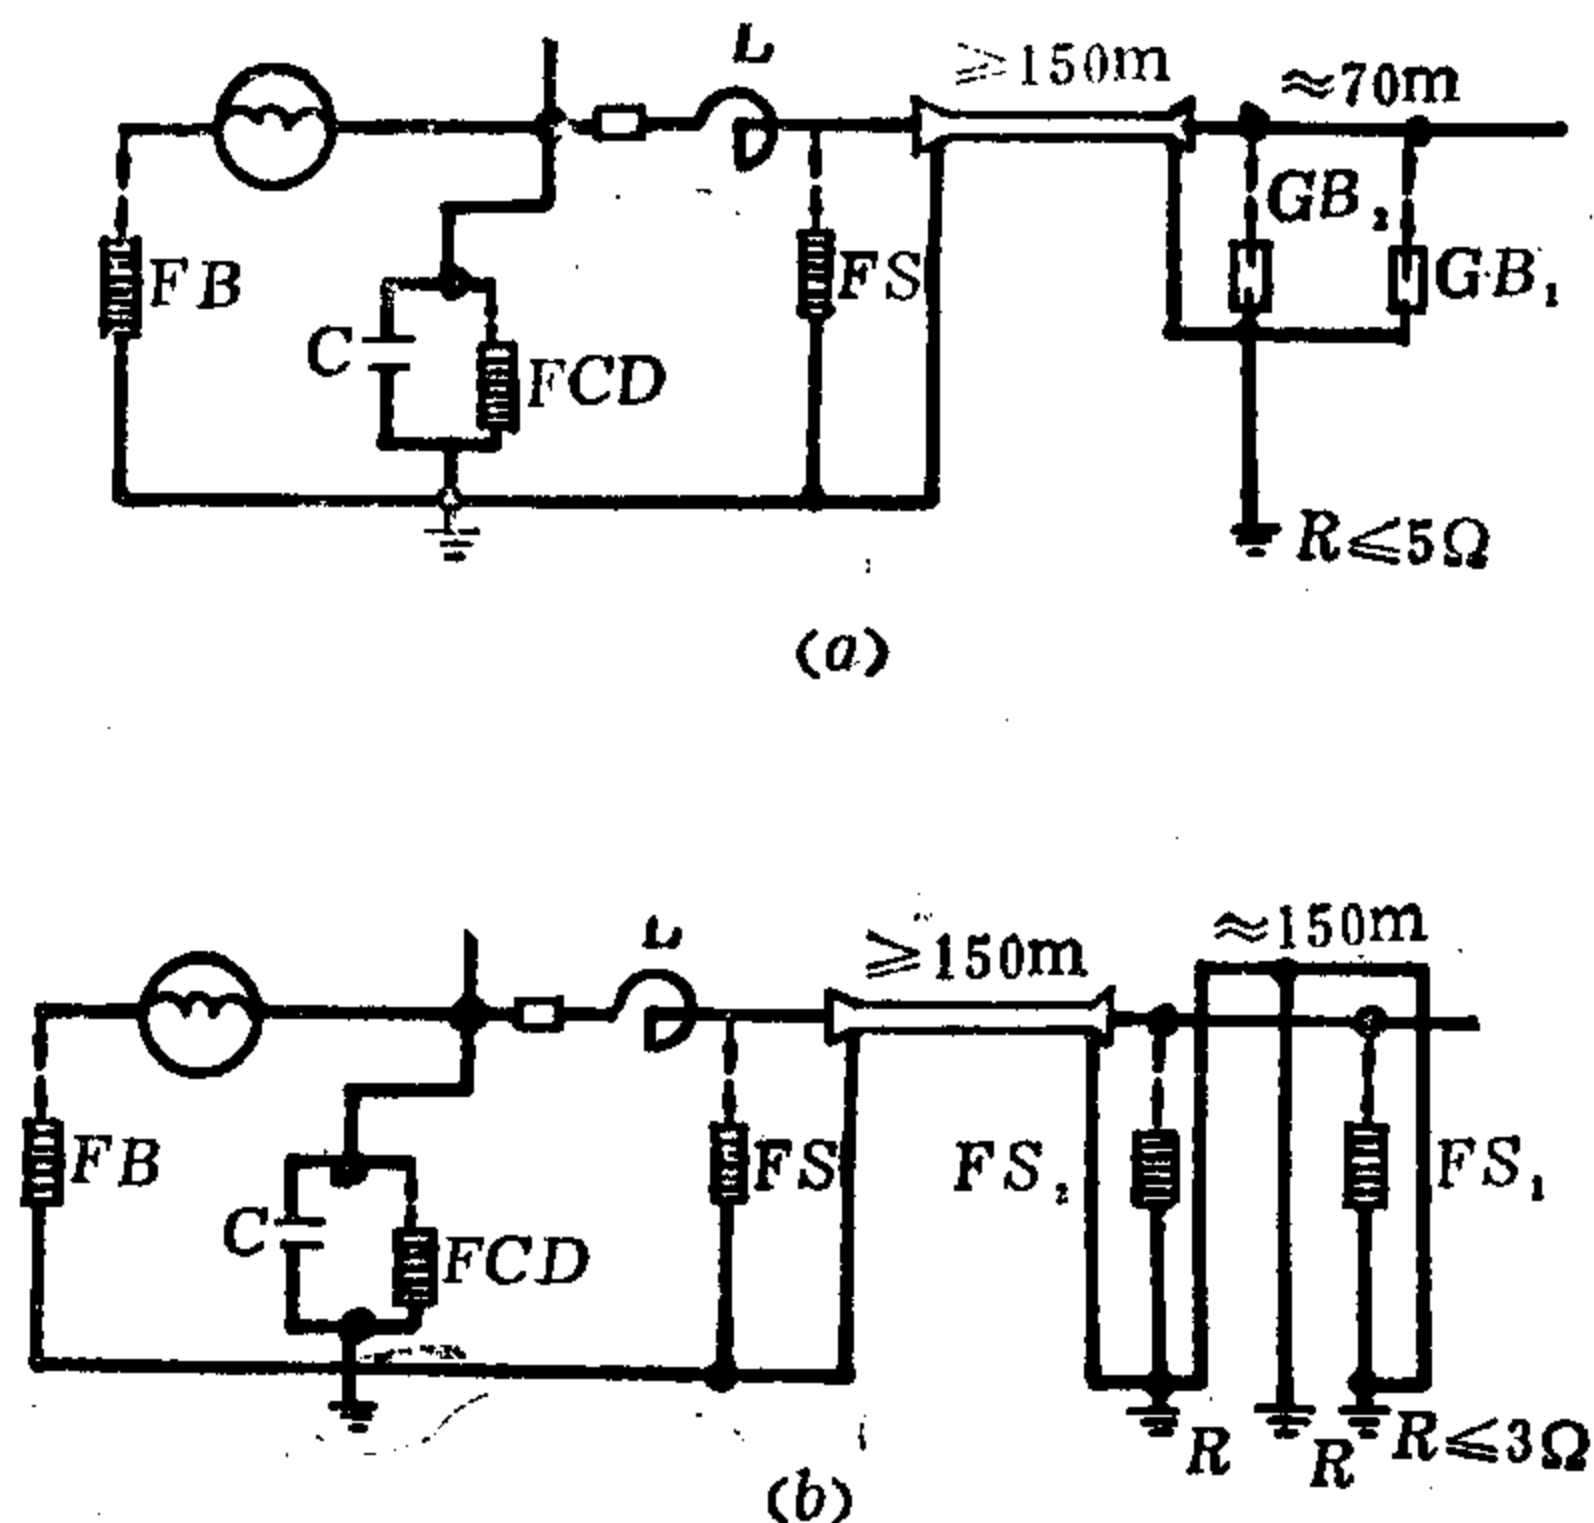 L
≥150m
≈70m
GB₂
FB
FS
GB₁
C
FCD
R≤5Ω
(a)
L
≥150m
≈150m
FB
FS
FS₂
FS₁
C
FCD
R
R
R≤3Ω
(b)